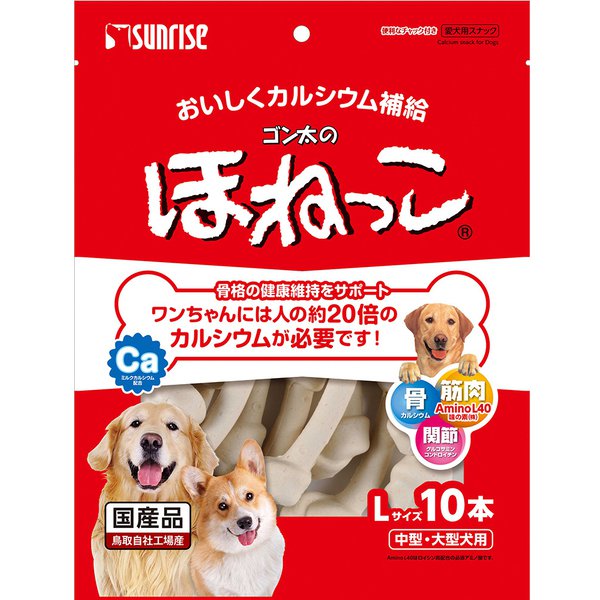 SUNRISE
便利なチャック付き
愛犬用スナック
Calcium snack for Dogs
おいしくカルシウム補給
ゴン太の
ほねっこ®
骨格の健康維持をサポート
ワンちゃんには人の約20倍の
カルシウムが必要です!
Ca
ミルクカルシウム
配合
骨
カルシウム
筋肉
AminoL40
味の素(株)
関節
グルコサミン
コンドロイチン
国産品
鳥取自社工場産
Lサイズ10本
中型・大型犬用